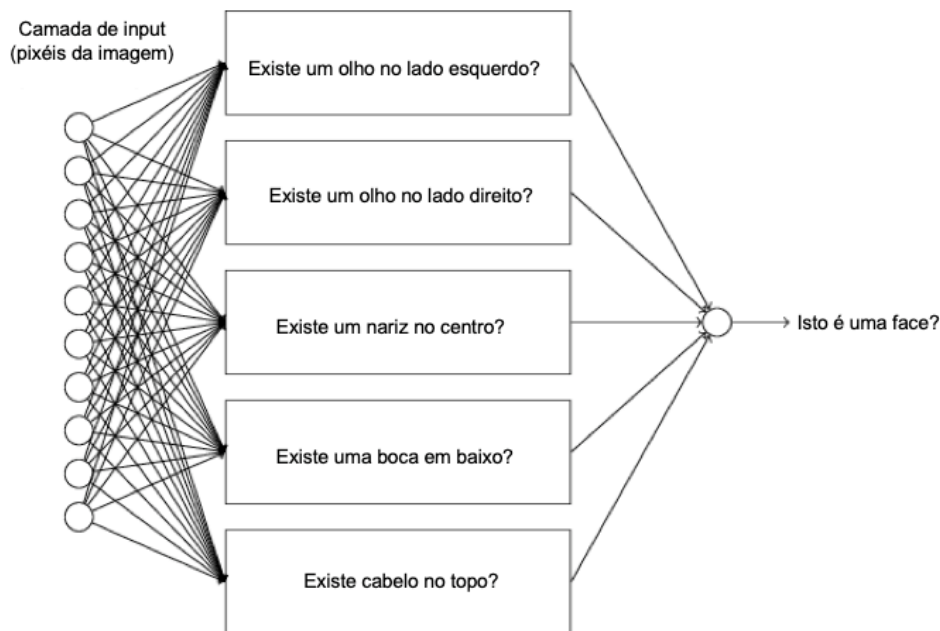 Camada de input
(pixéis da imagem)
Existe um olho no lado esquerdo?
Existe um olho no lado direito?
Existe um nariz no centro?
Isto é uma face?
Existe uma boca em baixo?
Existe cabelo no topo?